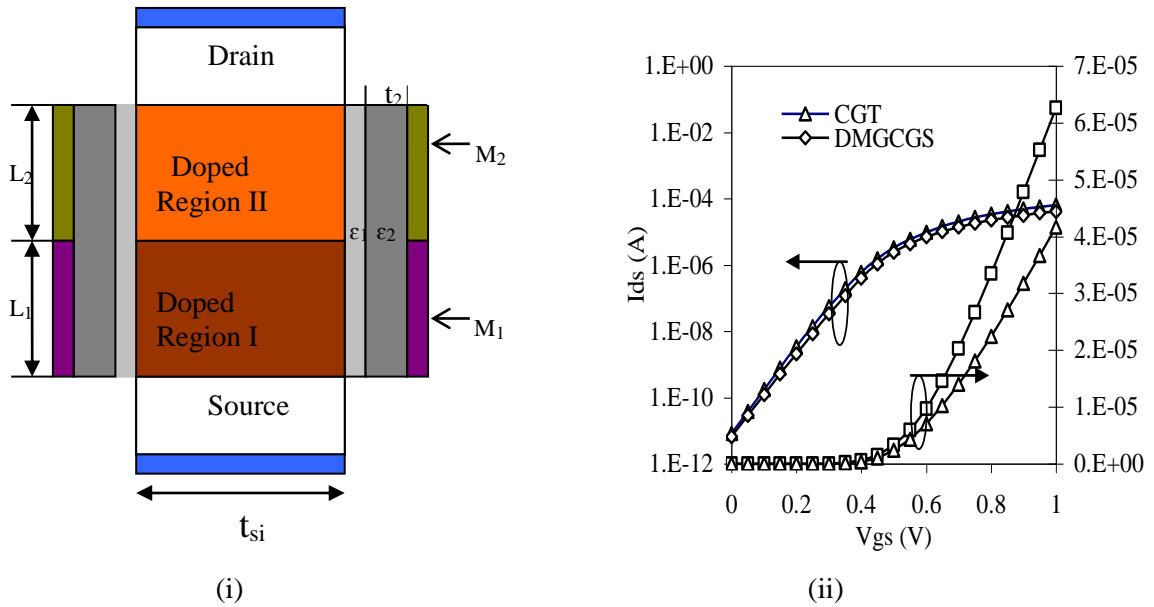 Drain
t2
M2
L2
Doped
Region II
ε1 ε2
L1
Doped
Region I
M1
Source
tsi
(i)
1.E+00
1.E-02
1.E-04
1.E-06
1.E-08
1.E-10
1.E-12
Ids (A)
CGT
DMGCGS
7.E-05
6.E-05
5.E-05
4.E-05
3.E-05
2.E-05
1.E-05
0.E+00
0 0.2 0.4 0.6 0.8 1
Vgs (V)
(ii)